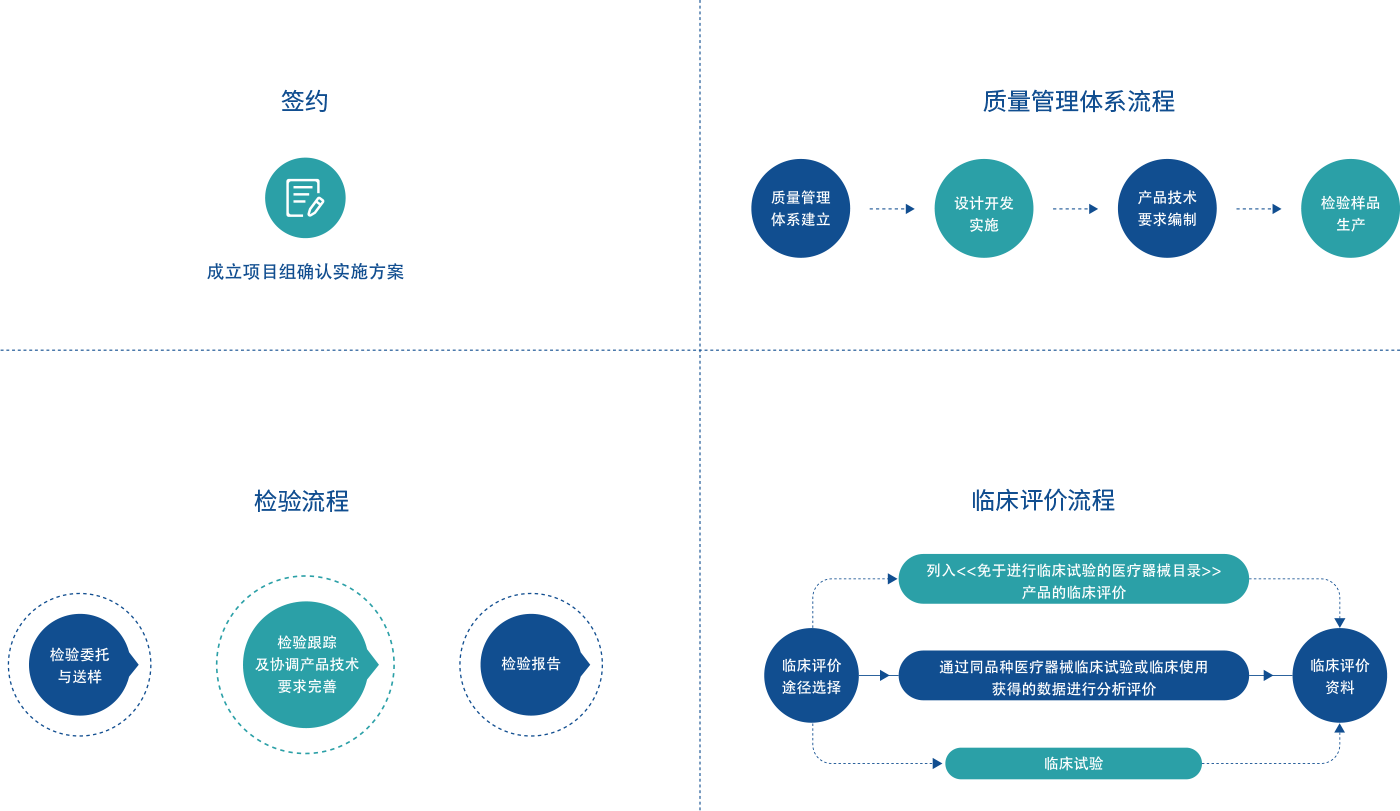 签约
成立项目组确认实施方案
质量管理体系流程
质量管理
体系建立
设计开发
实施
产品技术
要求编制
检验样品
生产
检验流程
检验委托
与送样
检验跟踪
及协调产品技术
要求完善
检验报告
临床评价流程
临床评价
途径选择
列入<<免于进行临床试验的医疗器械目录>>
产品的临床评价
通过同品种医疗器械临床试验或临床使用
获得的数据进行分析评价
临床试验
临床评价
资料